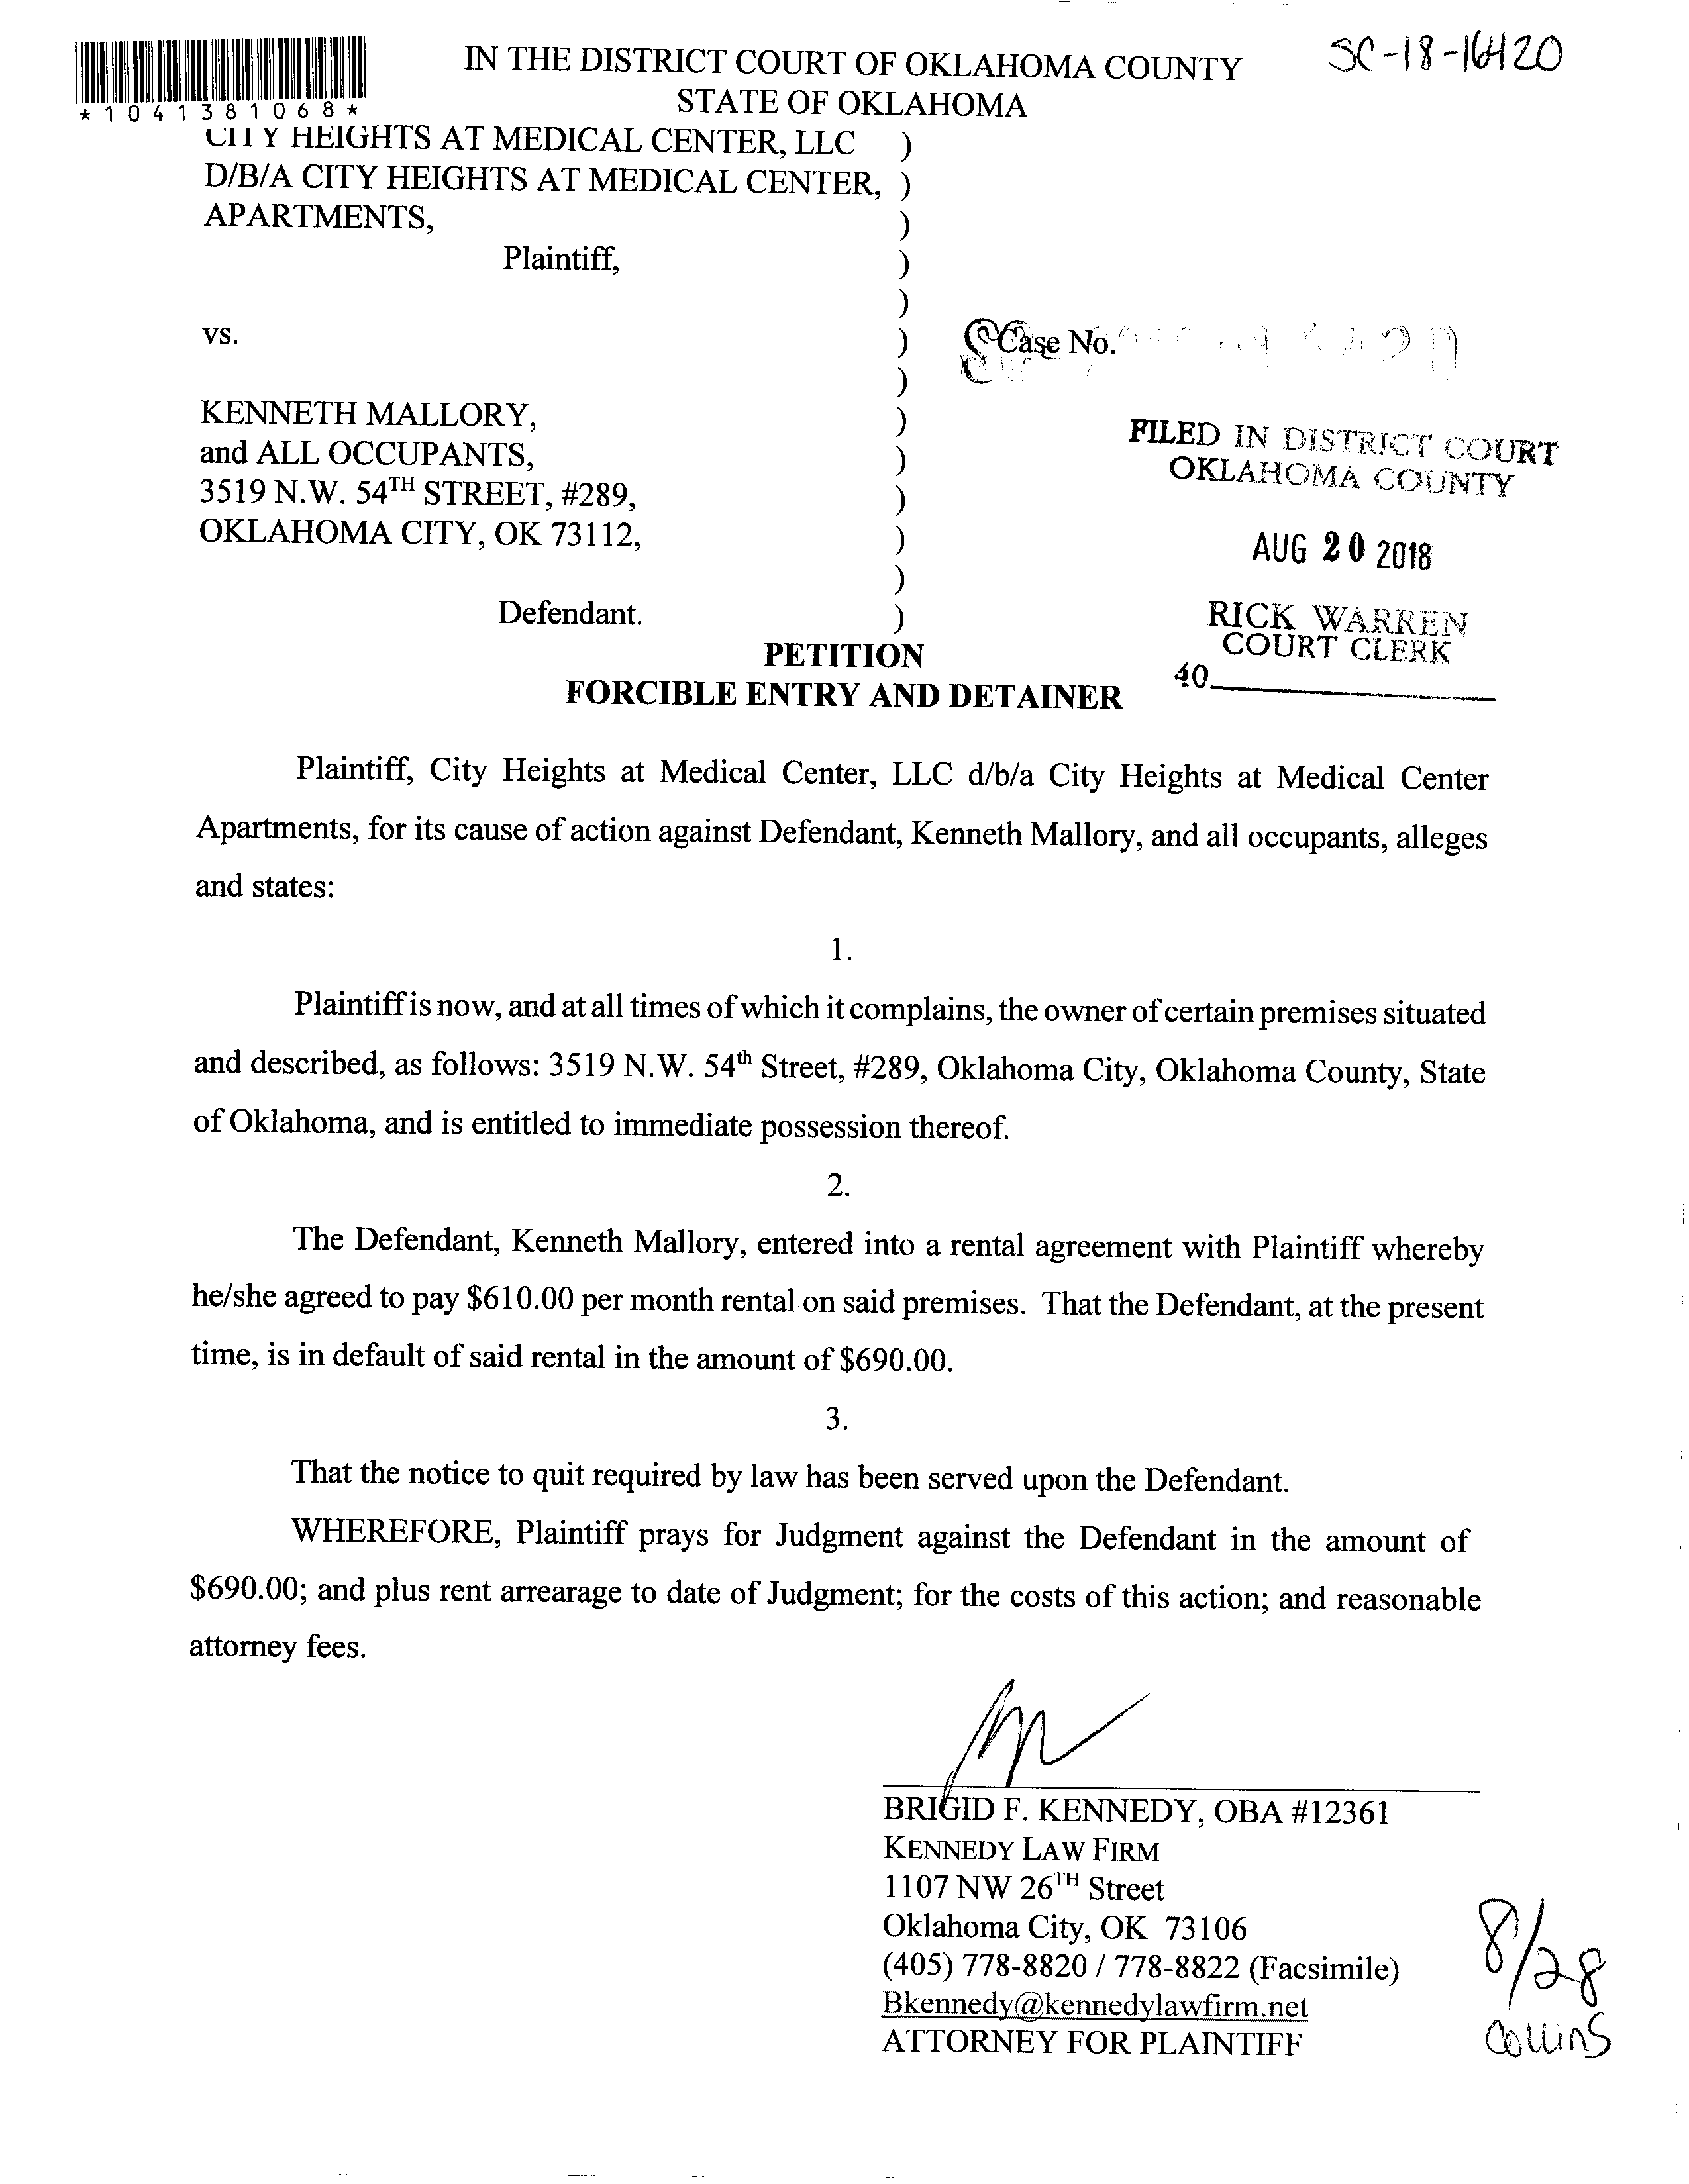 IN THE DISTRICT COURT OF OKLAHOMA COUNTY
STATE OF OKLAHOMA
SC-18-16420
*1041381068*
CITY HEIGHTS AT MEDICAL CENTER, LLC )
D/B/A CITY HEIGHTS AT MEDICAL CENTER, )
APARTMENTS, )
Plaintiff, )
)
vs. )
Case No.
)
KENNETH MALLORY, )
and ALL OCCUPANTS, )
3519 N.W. 54TH STREET, #289, )
OKLAHOMA CITY, OK 73112, )
)
Defendant. )
FILED IN DISTRICT COURT
OKLAHOMA COUNTY
AUG 20 2018
RICK WARREN
COURT CLERK
40
PETITION
FORCIBLE ENTRY AND DETAINER
Plaintiff, City Heights at Medical Center, LLC d/b/a City Heights at Medical Center
Apartments, for its cause of action against Defendant, Kenneth Mallory, and all occupants, alleges
and states:
1.
Plaintiff is now, and at all times of which it complains, the owner of certain premises situated
and described, as follows: 3519 N.W. 54th Street, #289, Oklahoma City, Oklahoma County, State
of Oklahoma, and is entitled to immediate possession thereof.
2.
The Defendant, Kenneth Mallory, entered into a rental agreement with Plaintiff whereby
he/she agreed to pay $610.00 per month rental on said premises. That the Defendant, at the present
time, is in default of said rental in the amount of $690.00.
3.
That the notice to quit required by law has been served upon the Defendant.
WHEREFORE, Plaintiff prays for Judgment against the Defendant in the amount of
$690.00; and plus rent arrearage to date of Judgment; for the costs of this action; and reasonable
attorney fees.
BRIGID F. KENNEDY, OBA #12361
KENNEDY LAW FIRM
1107 NW 26TH Street
Oklahoma City, OK 73106
(405) 778-8820 / 778-8822 (Facsimile)
Bkennedy@kennedylawfirm.net
ATTORNEY FOR PLAINTIFF
8/28
Collins